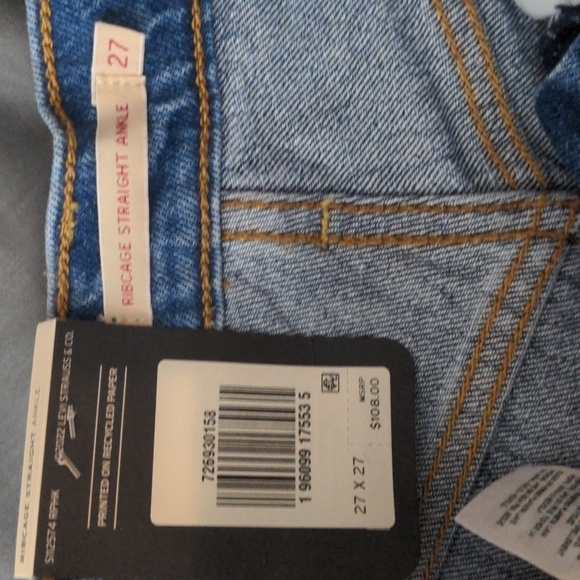 27
RIBCAGE STRAIGHT ANKLE
RIBCAGE STRAIGHT ANKLE
©2022 LEVI STRAUSS & CO.
PRINTED ON RECYCLED PAPER
726930158
1 96099 17553 5
MSRP
$108.00
27 X 27